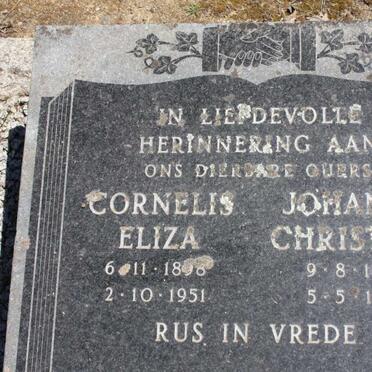 IN LIEFDEVOLLE
HERINNERING AAN
ONS DIERBARE OUERS
CORNELIS JOHAN
ELIZA CHRIST
6·11·1898 9·8·1
2·10·1951 5·5·1
RUS IN VREDE